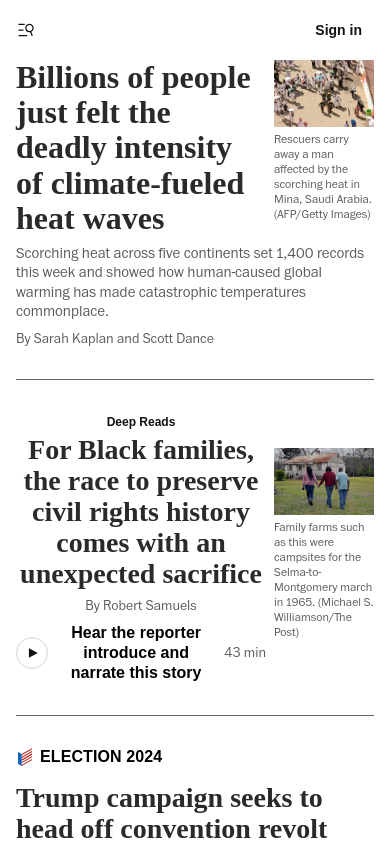 Sign in
Billions of people
just felt the
deadly intensity
of climate-fueled
heat waves
Rescuers carry
away a man
affected by the
scorching heat in
Mina, Saudi Arabia.
(AFP/Getty Images)
Scorching heat across five continents set 1,400 records
this week and showed how human-caused global
warming has made catastrophic temperatures
commonplace.
By Sarah Kaplan and Scott Dance
Deep Reads
For Black families,
the race to preserve
civil rights history
comes with an
unexpected sacrifice
By Robert Samuels
Hear the reporter
introduce and
narrate this story
43 min
Family farms such
as this were
campsites for the
Selma-to-
Montgomery march
in 1965. (Michael S.
Williamson/The
Post)
ELECTION 2024
Trump campaign seeks to
head off convention revolt